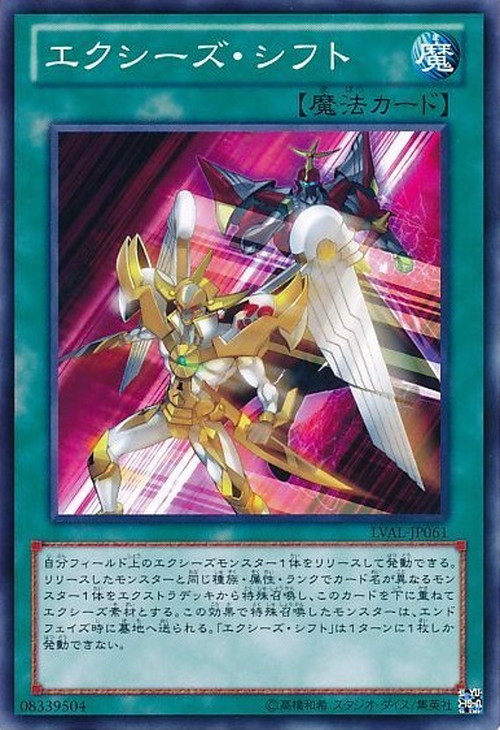 エクシーズ・シフト
魔
【魔法カード】
LVAL-JP061
自分フィールド上のエクシーズモンスター1体をリリースして発動できる。
リリースしたモンスターと同じ種族・属性・ランクでカード名が異なるモン
スター1体をエクストラデッキから特殊召喚し、このカードを下に重ねて
エクシーズ素材とする。この効果で特殊召喚したモンスターは、エンド
フェイズ時に墓地へ送られる。「エクシーズ・シフト」は1ターンに1枚しか
発動できない。
08339504
©高橋和希 スタジオ・ダイス/集英社